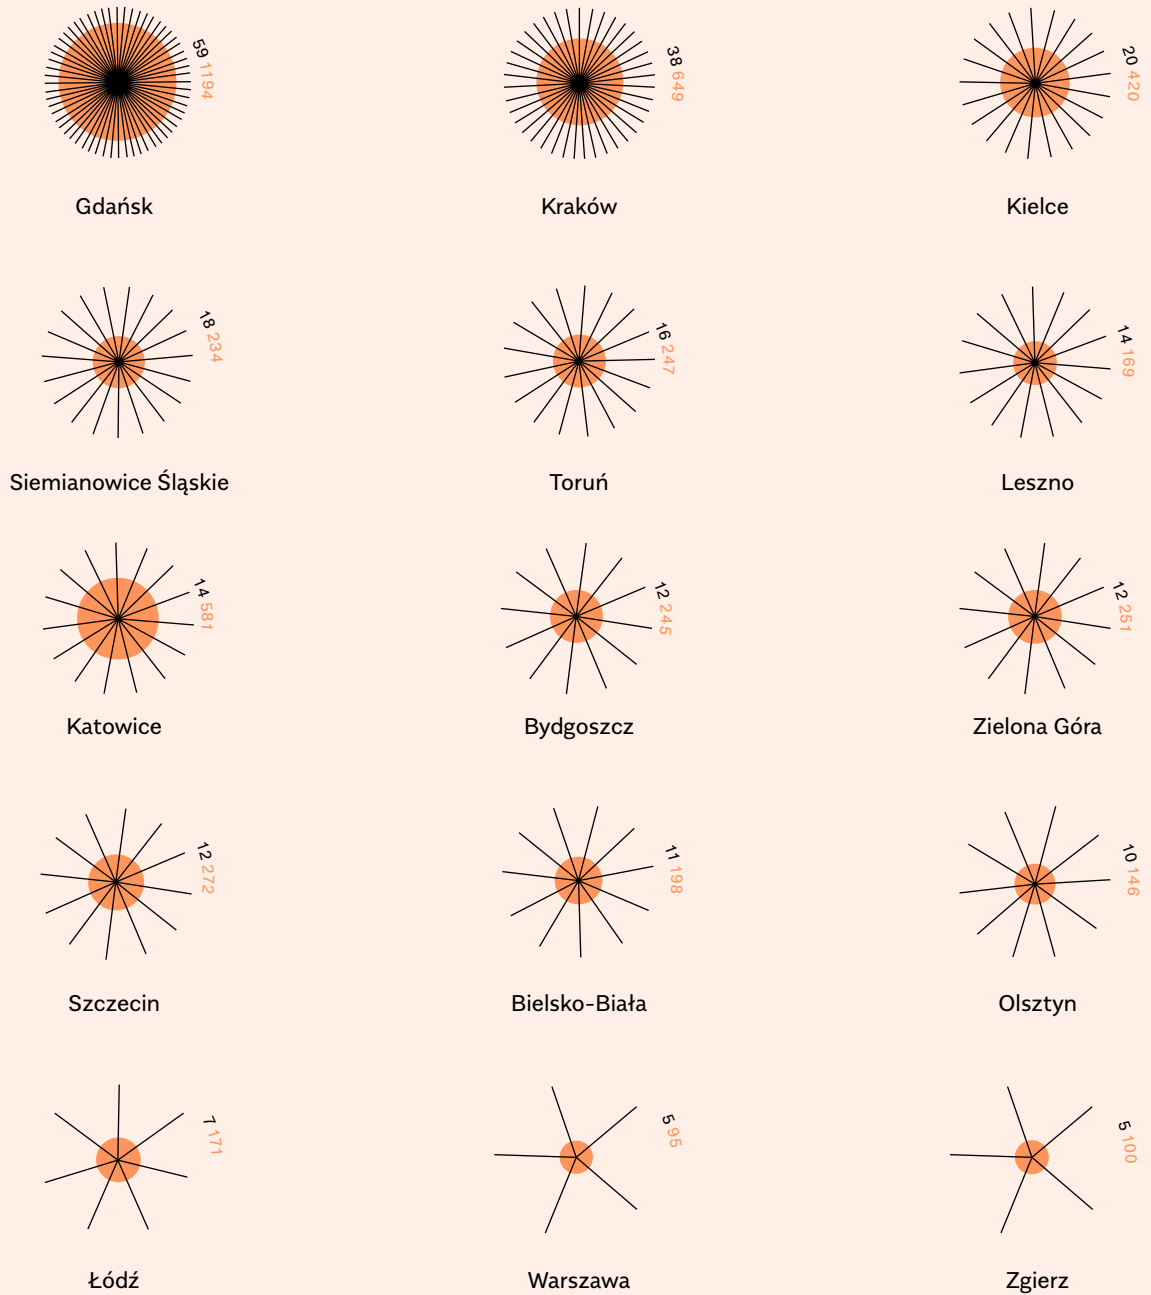 59 1194
38 649
20 420
Gdańsk
Kraków
Kielce
18 234
16 247
14 169
Siemianowice Śląskie
Toruń
Leszno
14 581
12 245
12 251
Katowice
Bydgoszcz
Zielona Góra
12 272
11 198
10 146
Szczecin
Bielsko-Biała
Olsztyn
7 171
5 95
5 100
Łódź
Warszawa
Zgierz